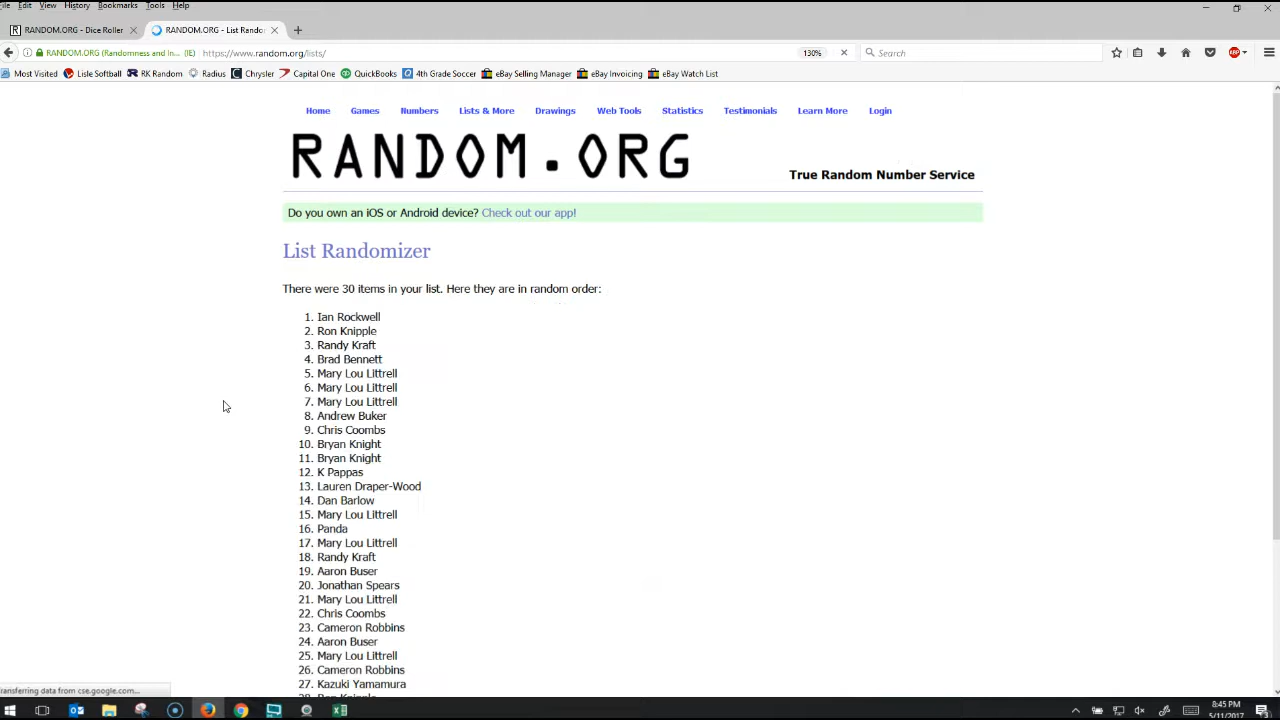 File Edit View History Bookmarks Tools Help
RANDOM.ORG - Dice Roller
RANDOM.ORG - List Rando
RANDOM.ORG (Randomness and In... (IE) https://www.random.org/lists/ 130% Search
Most Visited Lisle Softball RK Random Radius Chrysler Capital One QuickBooks 4th Grade Soccer eBay Selling Manager eBay Invoicing eBay Watch List
Home Games Numbers Lists & More Drawings Web Tools Statistics Testimonials Learn More Login
RANDOM.ORG
True Random Number Service
Do you own an iOS or Android device? Check out our app!
List Randomizer
There were 30 items in your list. Here they are in random order:
1. Ian Rockwell
2. Ron Knipple
3. Randy Kraft
4. Brad Bennett
5. Mary Lou Littrell
6. Mary Lou Littrell
7. Mary Lou Littrell
8. Andrew Buker
9. Chris Coombs
10. Bryan Knight
11. Bryan Knight
12. K Pappas
13. Lauren Draper-Wood
14. Dan Barlow
15. Mary Lou Littrell
16. Panda
17. Mary Lou Littrell
18. Randy Kraft
19. Aaron Buser
20. Jonathan Spears
21. Mary Lou Littrell
22. Chris Coombs
23. Cameron Robbins
24. Aaron Buser
25. Mary Lou Littrell
26. Cameron Robbins
27. Kazuki Yamamura
28. Ron Knipple
Transferring data from cse.google.com...
8:45 PM
5/11/2017